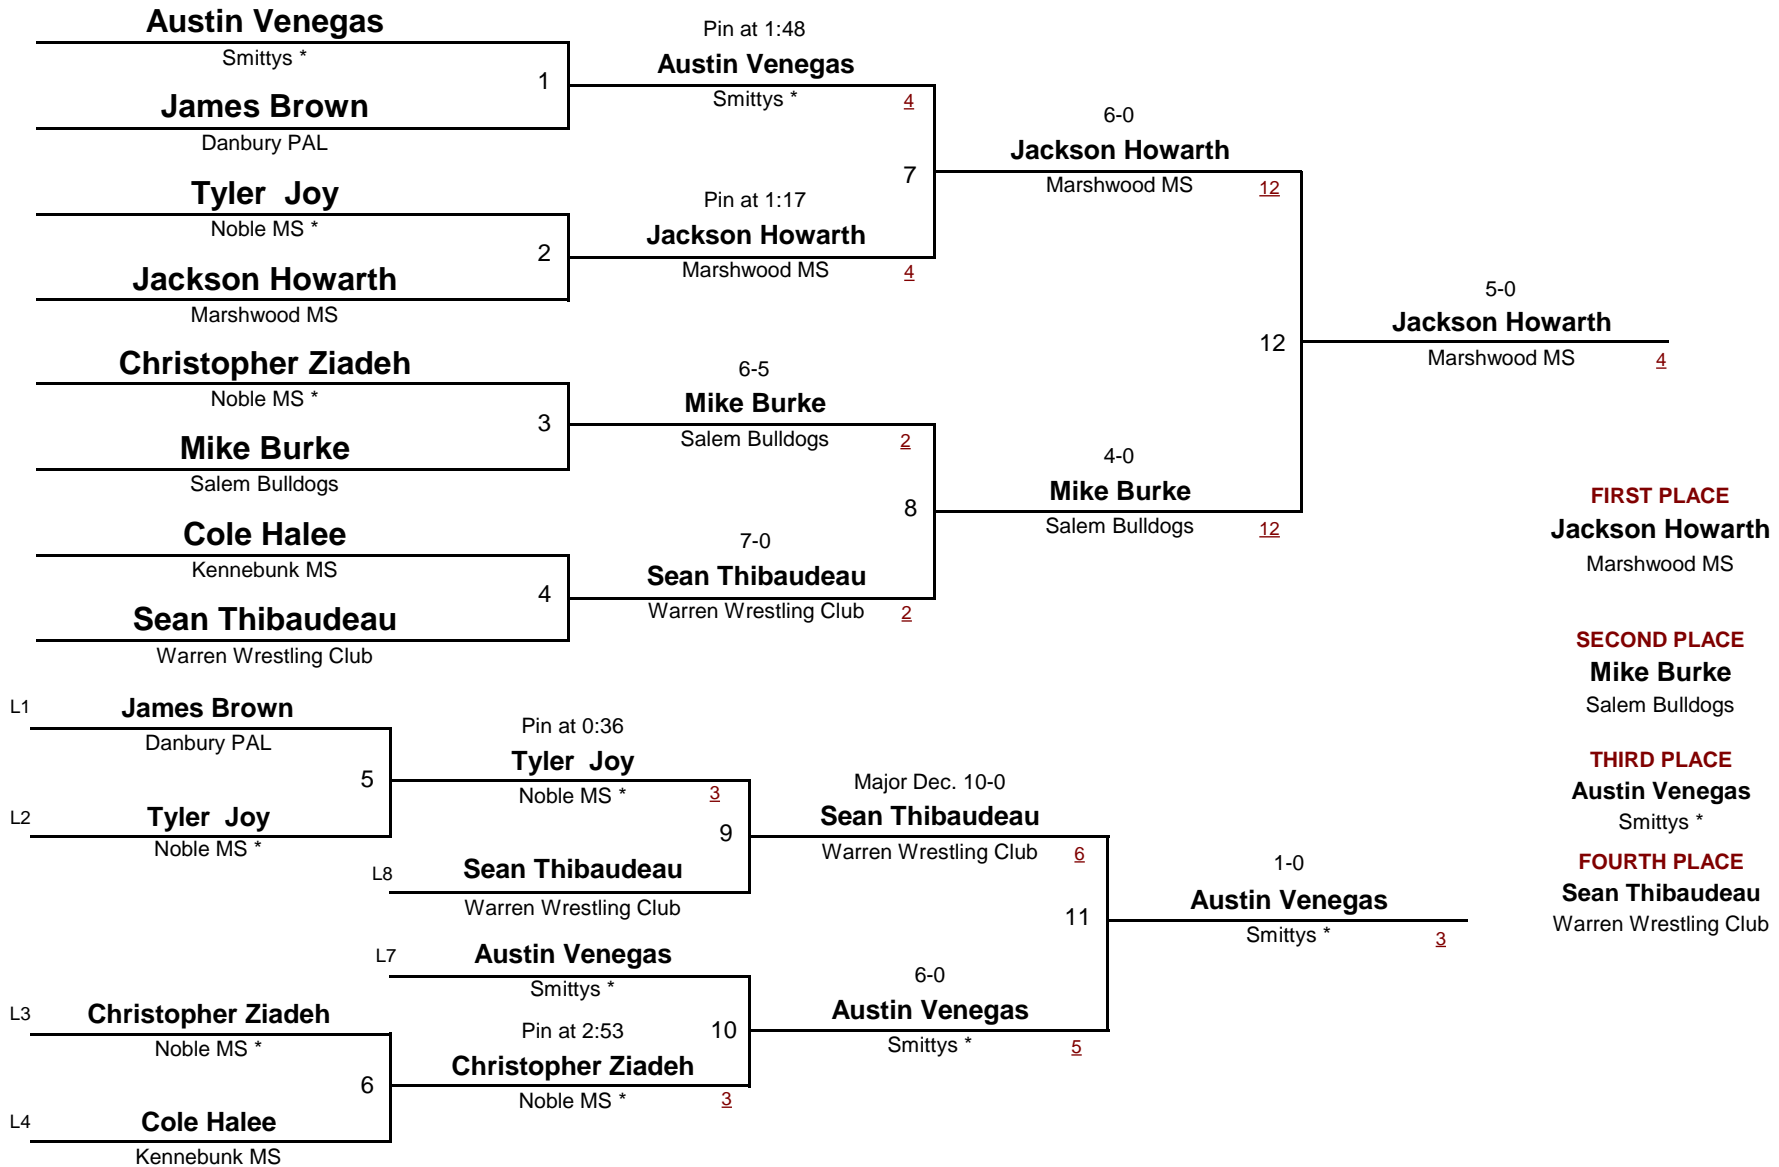 Austin Venegas
Smittys *
1
James Brown
Danbury PAL
Pin at 1:48
Austin Venegas
Smittys *
4
Tyler  Joy
Noble MS *
2
Jackson Howarth
Marshwood MS
Pin at 1:17
Jackson Howarth
Marshwood MS
4
7
6-0
Jackson Howarth
Marshwood MS
12
Christopher Ziadeh
Noble MS *
3
Mike Burke
Salem Bulldogs
6-5
Mike Burke
Salem Bulldogs
2
Cole Halee
Kennebunk MS
4
Sean Thibaudeau
Warren Wrestling Club
7-0
Sean Thibaudeau
Warren Wrestling Club
2
8
4-0
Mike Burke
Salem Bulldogs
12
12
5-0
Jackson Howarth
Marshwood MS
4
FIRST PLACE
Jackson Howarth
Marshwood MS
SECOND PLACE
Mike Burke
Salem Bulldogs
THIRD PLACE
Austin Venegas
Smittys *
FOURTH PLACE
Sean Thibaudeau
Warren Wrestling Club
L1
James Brown
Danbury PAL
5
L2
Tyler  Joy
Noble MS *
Pin at 0:36
Tyler  Joy
Noble MS *
3
9
L8
Sean Thibaudeau
Warren Wrestling Club
Major Dec. 10-0
Sean Thibaudeau
Warren Wrestling Club
6
L7
Austin Venegas
Smittys *
10
L3
Christopher Ziadeh
Noble MS *
6
L4
Cole Halee
Kennebunk MS
Pin at 2:53
Christopher Ziadeh
Noble MS *
3
6-0
Austin Venegas
Smittys *
5
11
1-0
Austin Venegas
Smittys *
3